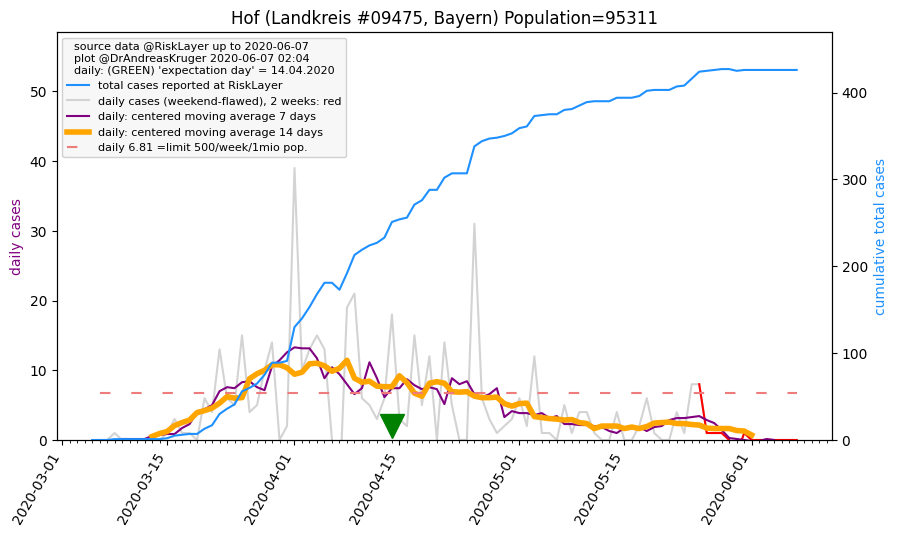 Hof (Landkreis #09475, Bayern) Population=95311
source data @RiskLayer up to 2020-06-07
plot @DrAndreasKruger 2020-06-07 02:04
daily: (GREEN) 'expectation day' = 14.04.2020
total cases reported at RiskLayer
daily cases (weekend-flawed), 2 weeks: red
daily: centered moving average 7 days
daily: centered moving average 14 days
daily 6.81 =limit 500/week/1mio pop.
daily cases
50
40
30
20
10
0
cumulative total cases
400
300
200
100
0
2020-03-01
2020-03-15
2020-04-01
2020-04-15
2020-05-01
2020-05-15
2020-06-01